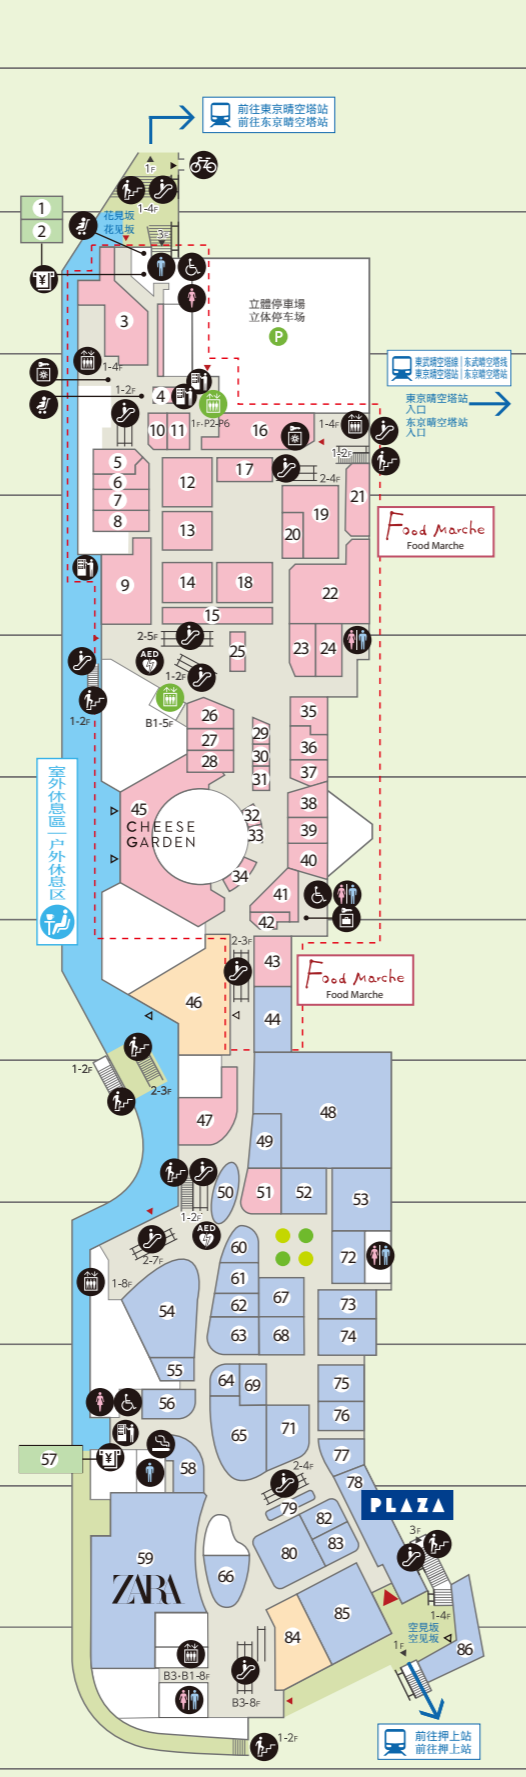 前往東京晴空塔站
前往东京晴空塔站
1F
1-4F
花見坂
花见坂
3F
1
2
¥
3
立體停車場
立体停车场
P
1-4F
1-2F
4
1F-P2-P6
東武晴空塔線|东武晴空塔线
東京晴空塔站|东京晴空塔站
東京晴空塔站
入口
东京晴空塔站
入口
1-4F
1-2F
10
11
16
5
6
7
8
12
17
2-4F
19
20
21
13
Food Marche
Food Marche
9
14
18
22
15
2-5F
AED
1-2F
25
23
24
B1-5F
1-2F
26
27
28
29
30
31
35
36
37
室外休息區|户外休息区
45
CHEESE
GARDEN
32
33
34
38
39
40
41
42
2-3F
43
Food Marche
Food Marche
46
44
1-2F
2-3F
47
48
49
50
51
52
53
1-2F
AED
2-7F
1-8F
60
61
62
63
67
68
72
73
74
54
55
56
64
69
65
71
75
76
77
78
57
¥
58
2-4F
79
PLAZA
59
ZARA
66
80
82
83
3F
1-4F
84
85
空見坂
空见坂
1F
86
B3·B1-8F
B3-8F
1-2F
前往押上站
前往押上站